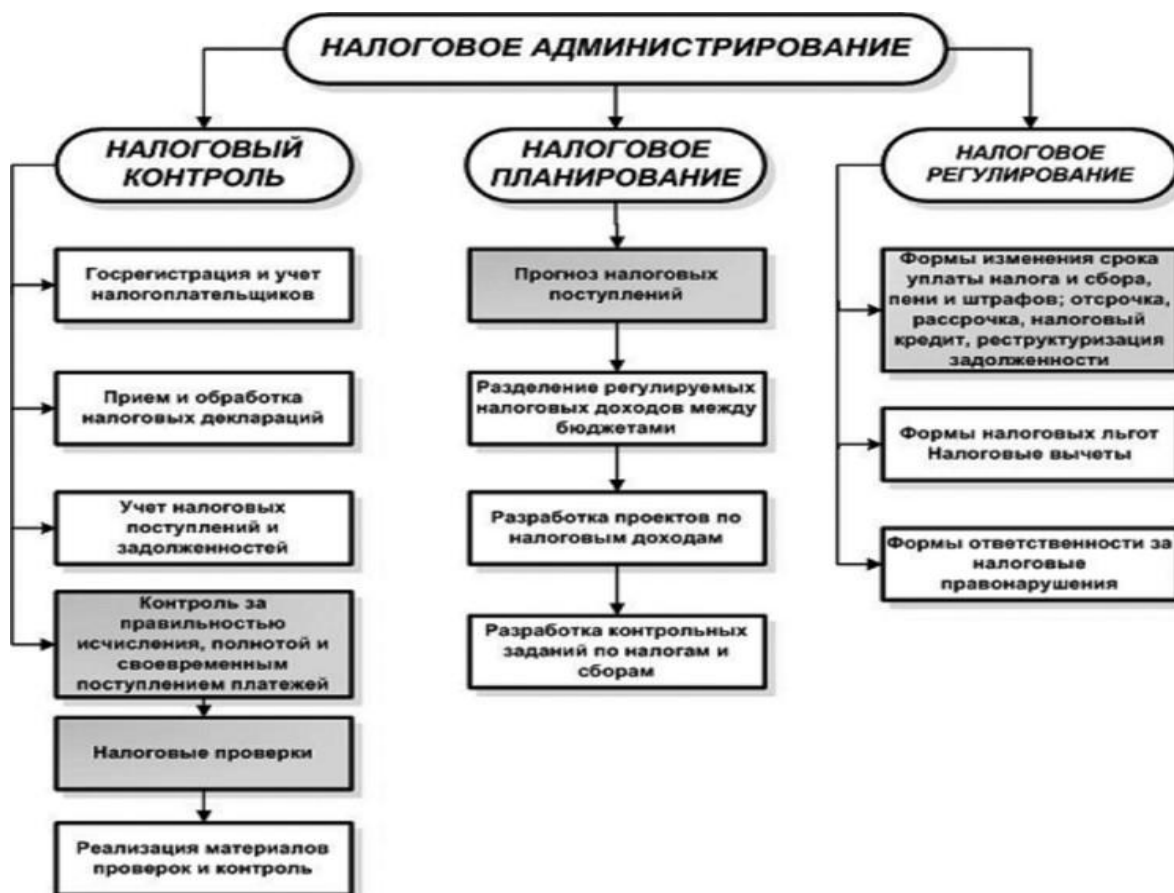 НАЛОГОВОЕ АДМИНИСТРИРОВАНИЕ
НАЛОГОВЫЙ
КОНТРОЛЬ
Госрегистрация и учет
налогоплательщиков
Прием и обработка
налоговых деклараций
Учет налоговых
поступлений и
задолженностей
Контроль за
правильностью
исчисления, полнотой и
своевременным
поступлением платежей
Налоговые проверки
Реализация материалов
проверок и контроль
НАЛОГОВОЕ
ПЛАНИРОВАНИЕ
Прогноз налоговых
поступлений
Разделение регулируемых
налоговых доходов между
бюджетами
Разработка проектов по
налоговым доходам
Разработка контрольных
заданий по налогам и
сборам
НАЛОГОВОЕ
РЕГУЛИРОВАНИЕ
Формы изменения срока
уплаты налога и сбора,
пени и штрафов; отсрочка,
рассрочка, налоговый
кредит, реструктуризация
задолженности
Формы налоговых льгот
Налоговые вычеты
Формы ответственности за
налоговые
правонарушения